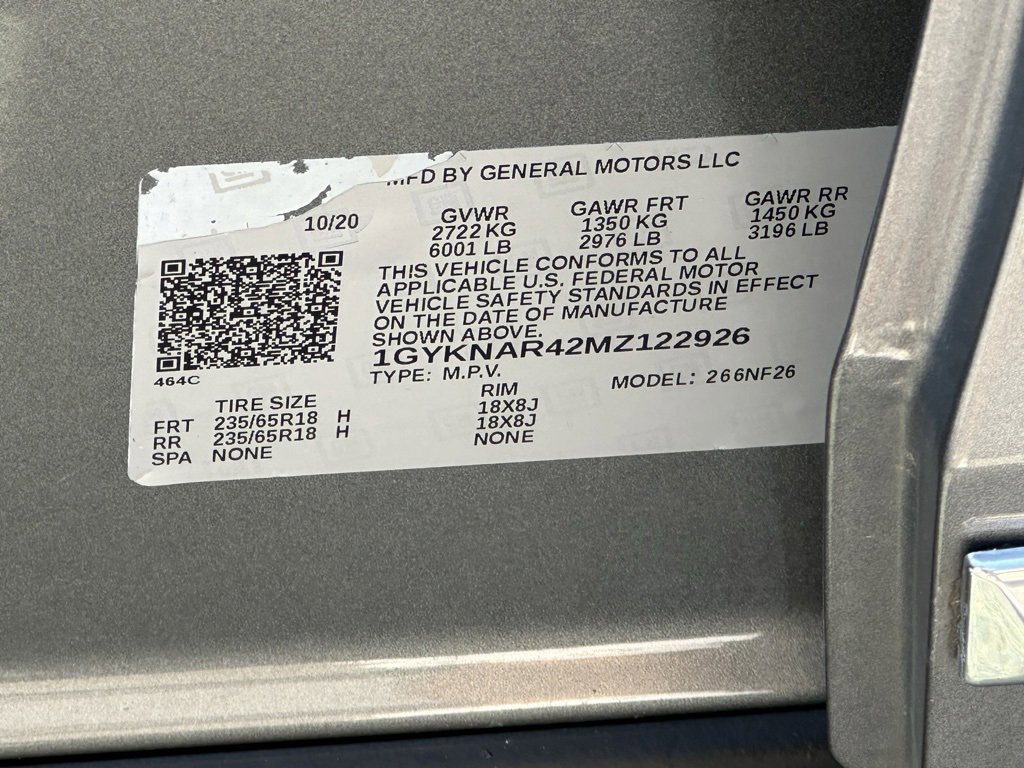 MFD BY GENERAL MOTORS LLC
10/20
GVWR GAWR FRT GAWR RR
2722 KG 1350 KG 1450 KG
6001 LB 2976 LB 3196 LB
THIS VEHICLE CONFORMS TO ALL
APPLICABLE U.S. FEDERAL MOTOR
VEHICLE SAFETY STANDARDS IN EFFECT
ON THE DATE OF MANUFACTURE
SHOWN ABOVE.
1GYKNAR42MZ122926
TYPE: M.P.V. MODEL: 266NF26
464C
TIRE SIZE RIM
FRT 235/65R18 H 18X8J
RR 235/65R18 H 18X8J
SPA NONE NONE